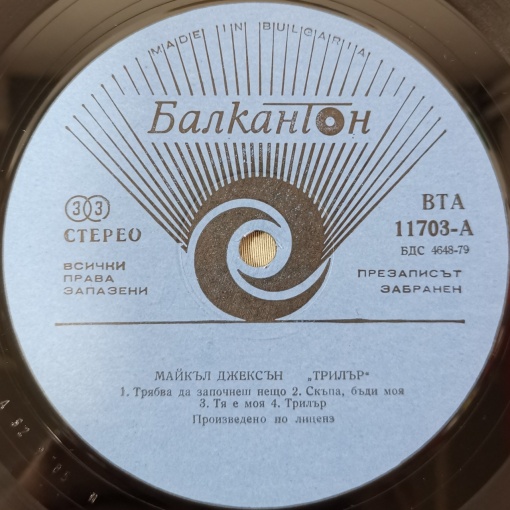 MADE IN BULGARIA
Балкантон
33
СТЕРЕО
ВТА
11703-А
БДС 4648-79
ВСИЧКИ
ПРАВА
ЗАПАЗЕНИ
ПРЕЗАПИСЪТ
ЗАБРАНЕН
МАЙКЪЛ ДЖЕКСЪН „ТРИЛЪР“
1. Трябва да започнеш нещо 2. Скъпа, бъди моя
3. Тя е моя 4. Трилър
Произведено по лиценз